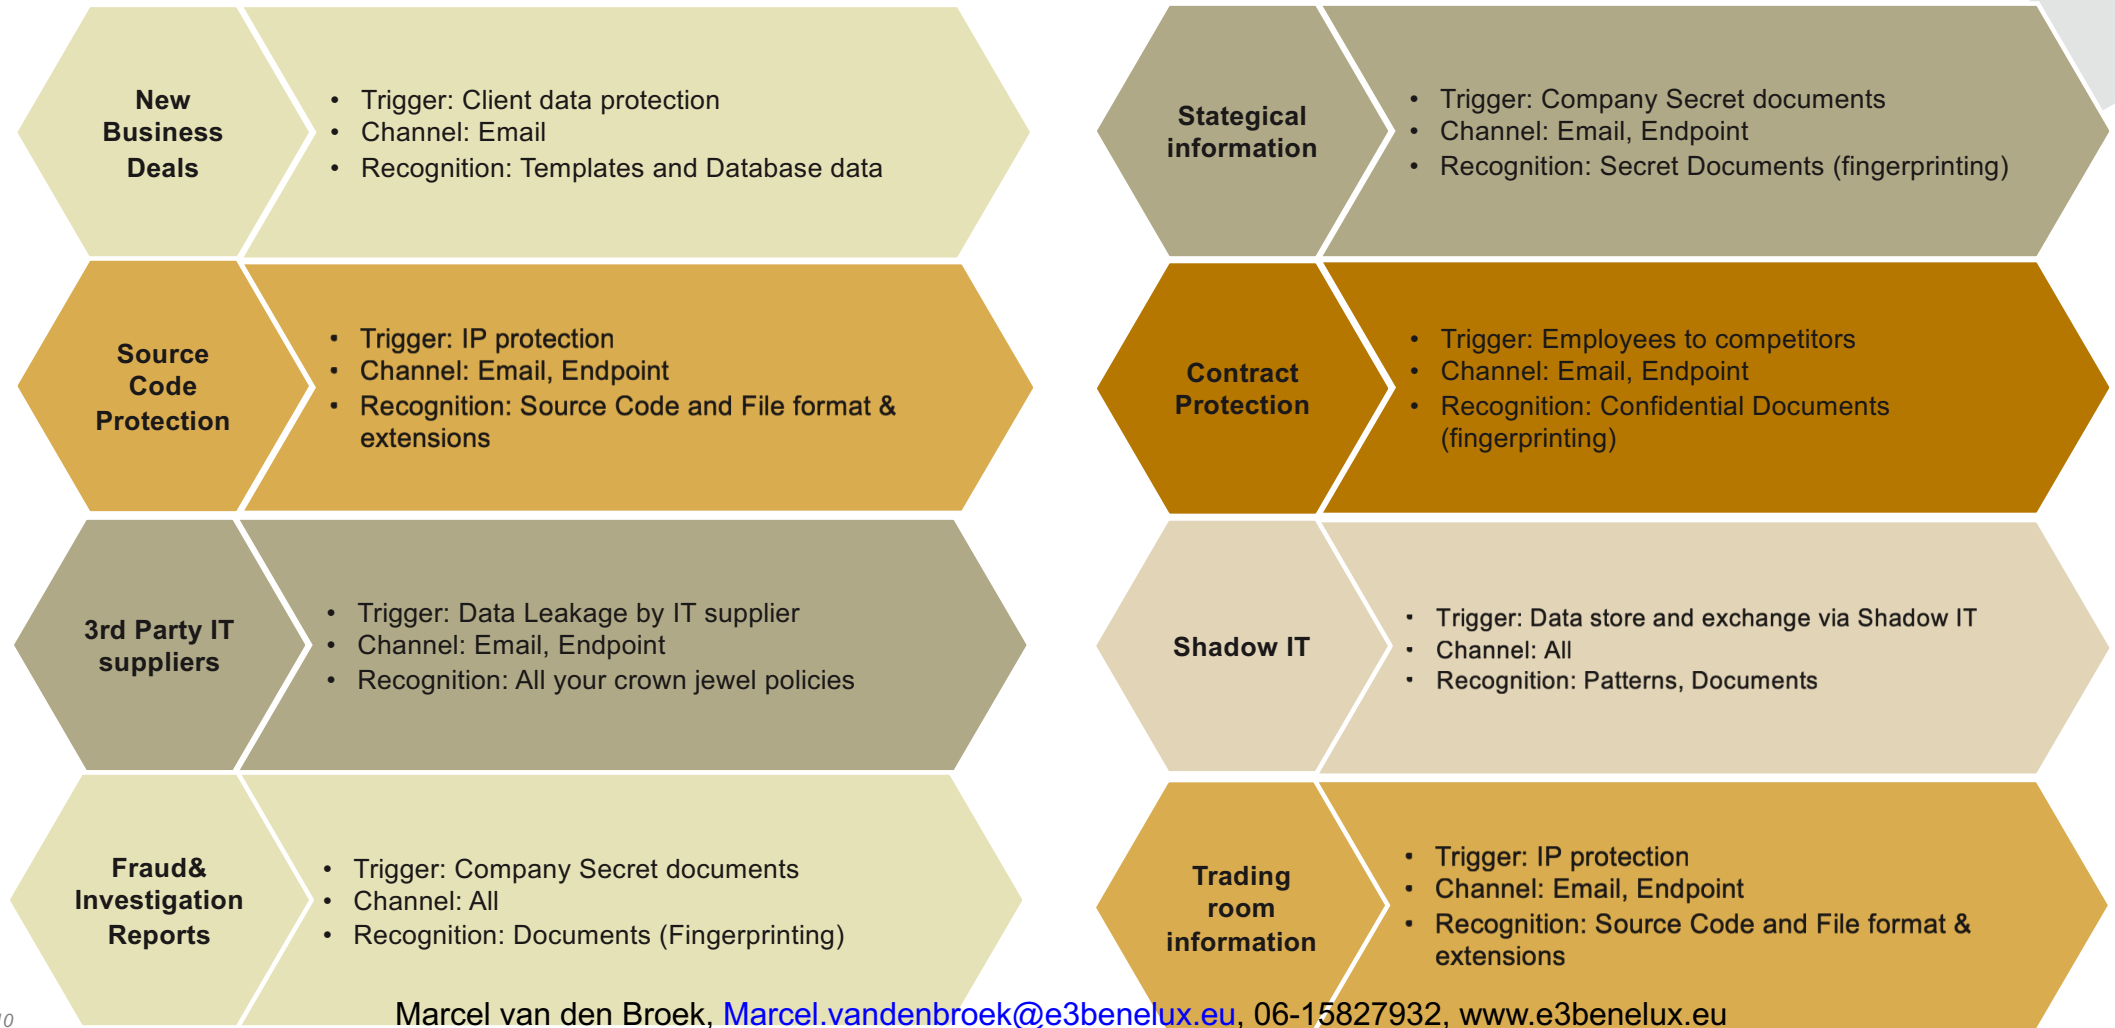 New
Business
Deals
• Trigger: Client data protection
• Channel: Email
• Recognition: Templates and Database data
Source
Code
Protection
• Trigger: IP protection
• Channel: Email, Endpoint
• Recognition: Source Code and File format &
extensions
3rd Party IT
suppliers
• Trigger: Data Leakage by IT supplier
• Channel: Email, Endpoint
• Recognition: All your crown jewel policies
Fraud&
Investigation
Reports
• Trigger: Company Secret documents
• Channel: All
• Recognition: Documents (Fingerprinting)
Stategical
information
• Trigger: Company Secret documents
• Channel: Email, Endpoint
• Recognition: Secret Documents (fingerprinting)
Contract
Protection
• Trigger: Employees to competitors
• Channel: Email, Endpoint
• Recognition: Confidential Documents
(fingerprinting)
Shadow IT
• Trigger: Data store and exchange via Shadow IT
• Channel: All
• Recognition: Patterns, Documents
Trading
room
information
• Trigger: IP protection
• Channel: Email, Endpoint
• Recognition: Source Code and File format &
extensions
Marcel van den Broek, Marcel.vandenbroek@e3benelux.eu, 06-15827932, www.e3benelux.eu